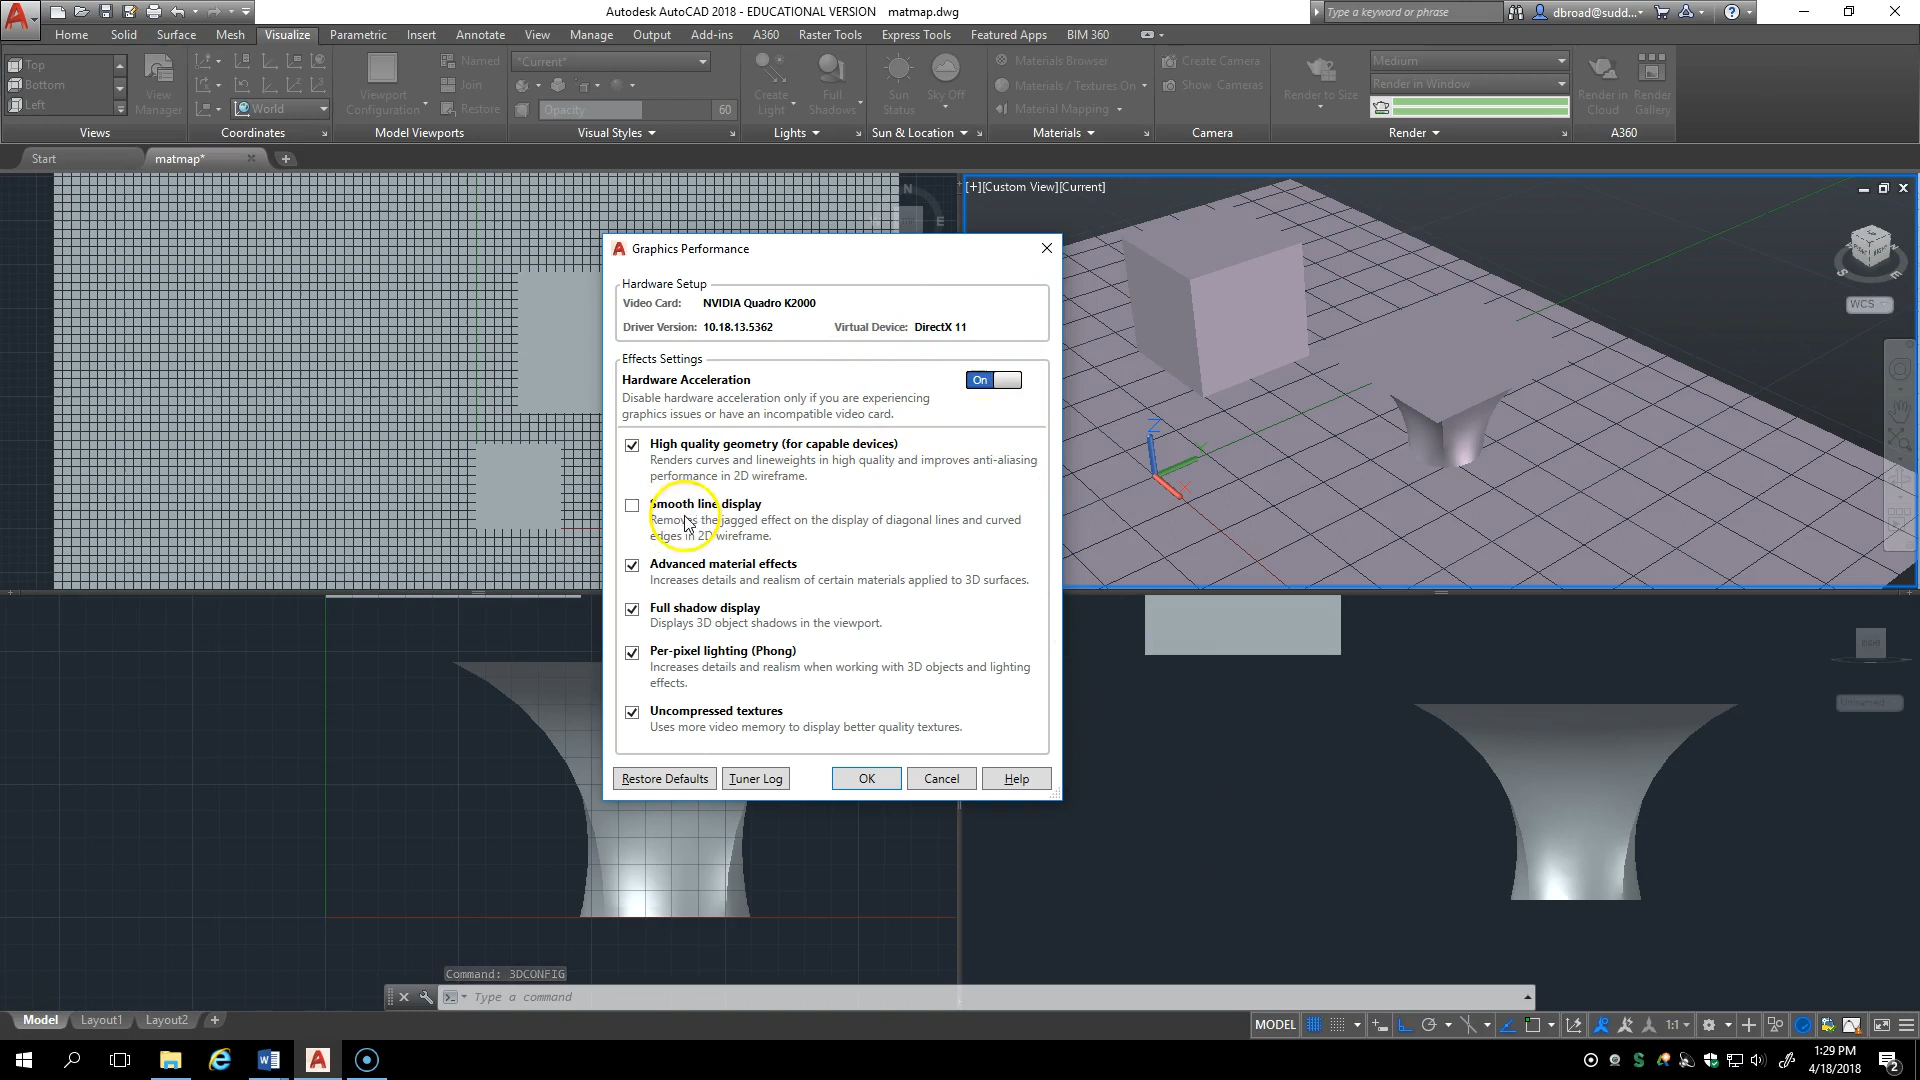 Autodesk AutoCAD 2018 - EDUCATIONAL VERSION matmap.dwg
Type a keyword or phrase
dbroad@sudd...
Home Solid Surface Mesh Visualize Parametric Insert Annotate View Manage Output Add-ins A360 Raster Tools Express Tools Featured Apps BIM 360
Top
Bottom
Left
View
Manager
Views
World
Coordinates
Viewport
Configuration
Named
Join
Restore
Model Viewports
*Current*
Opacity 60
Visual Styles
Create
Light
Full
Shadows
Lights
Sun
Status
Sky Off
Sun & Location
Materials Browser
Materials / Textures On
Material Mapping
Materials
Create Camera
Show Cameras
Camera
Render to Size
Medium
Render in Window
Render
Render in
Cloud
Render
Gallery
A360
Start
matmap*
N
E
[+][Custom View][Current]
S
E
WCS
Z
Y
X
Graphics Performance
Hardware Setup
Video Card: NVIDIA Quadro K2000
Driver Version: 10.18.13.5362 Virtual Device: DirectX 11
Effects Settings
Hardware Acceleration On
Disable hardware acceleration only if you are experiencing
graphics issues or have an incompatible video card.
High quality geometry (for capable devices)
Renders curves and lineweights in high quality and improves anti-aliasing
performance in 2D wireframe.
Smooth line display
Removes the jagged effect on the display of diagonal lines and curved
edges in 2D wireframe.
Advanced material effects
Increases details and realism of certain materials applied to 3D surfaces.
Full shadow display
Displays 3D object shadows in the viewport.
Per-pixel lighting (Phong)
Increases details and realism when working with 3D objects and lighting
effects.
Uncompressed textures
Uses more video memory to display better quality textures.
Restore Defaults Tuner Log OK Cancel Help
RIGHT
Unnamed
Command: 3DCONFIG
Type a command
Model Layout1 Layout2
MODEL
1:1
1:29 PM
4/18/2018
2